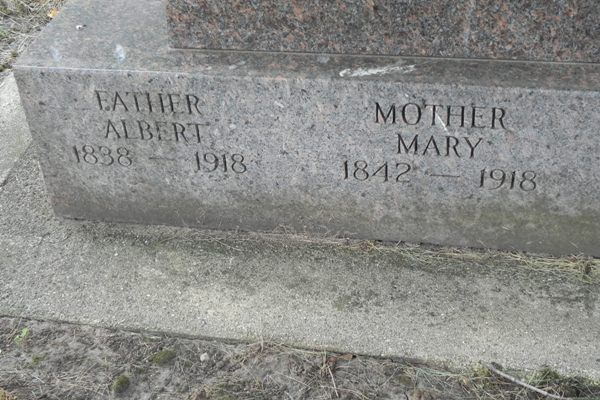 FATHER
ALBERT
1838 — 1918
MOTHER
MARY
1842 — 1918